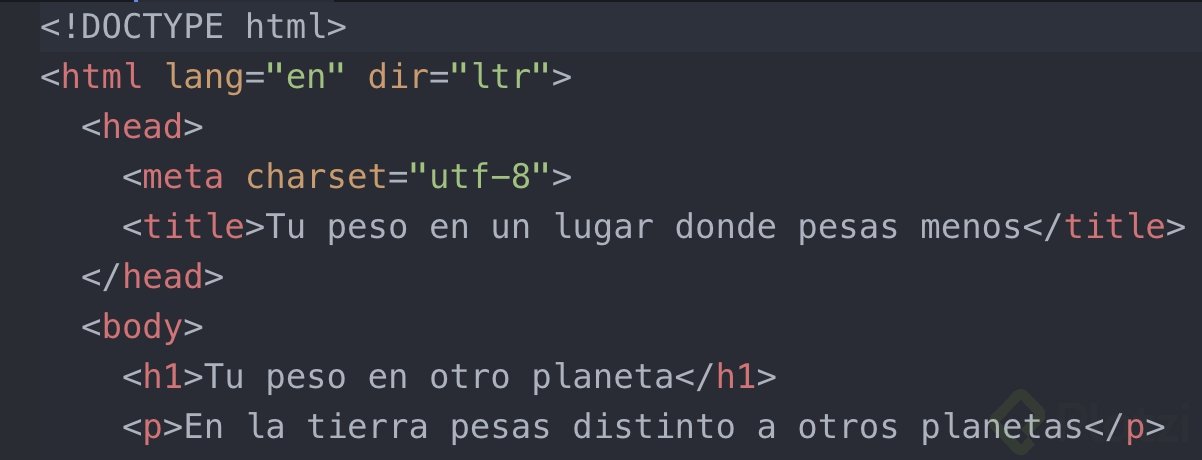 <!DOCTYPE html>
<html lang="en" dir="ltr">
<head>
<meta charset="utf-8">
<title>Tu peso en un lugar donde pesas menos</title>
</head>
<body>
<h1>Tu peso en otro planeta</h1>
<p>En la tierra pesas distinto a otros planetas</p>
Platzi